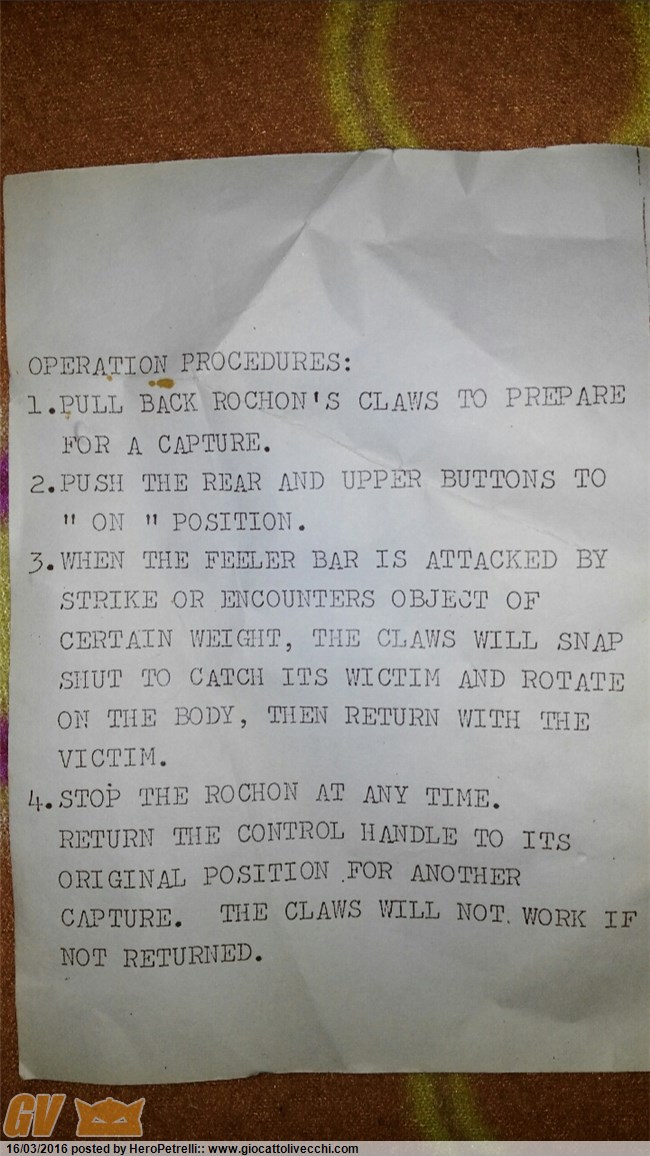 OPERATION PROCEDURES:
1.PULL BACK ROCHON'S CLAWS TO PREPARE
FOR A CAPTURE.
2.PUSH THE REAR AND UPPER BUTTONS TO
" ON " POSITION.
3.WHEN THE FEELER BAR IS ATTACKED BY
STRIKE OR ENCOUNTERS OBJECT OF
CERTAIN WEIGHT, THE CLAWS WILL SNAP
SHUT TO CATCH ITS WICTIM AND ROTATE
ON THE BODY, THEN RETURN WITH THE
VICTIM.
4.STOP THE ROCHON AT ANY TIME.
RETURN THE CONTROL HANDLE TO ITS
ORIGINAL POSITION FOR ANOTHER
CAPTURE. THE CLAWS WILL NOT. WORK IF
NOT RETURNED.
GV
16/03/2016 posted by HeroPetrelli:: www.giocattolivecchi.com